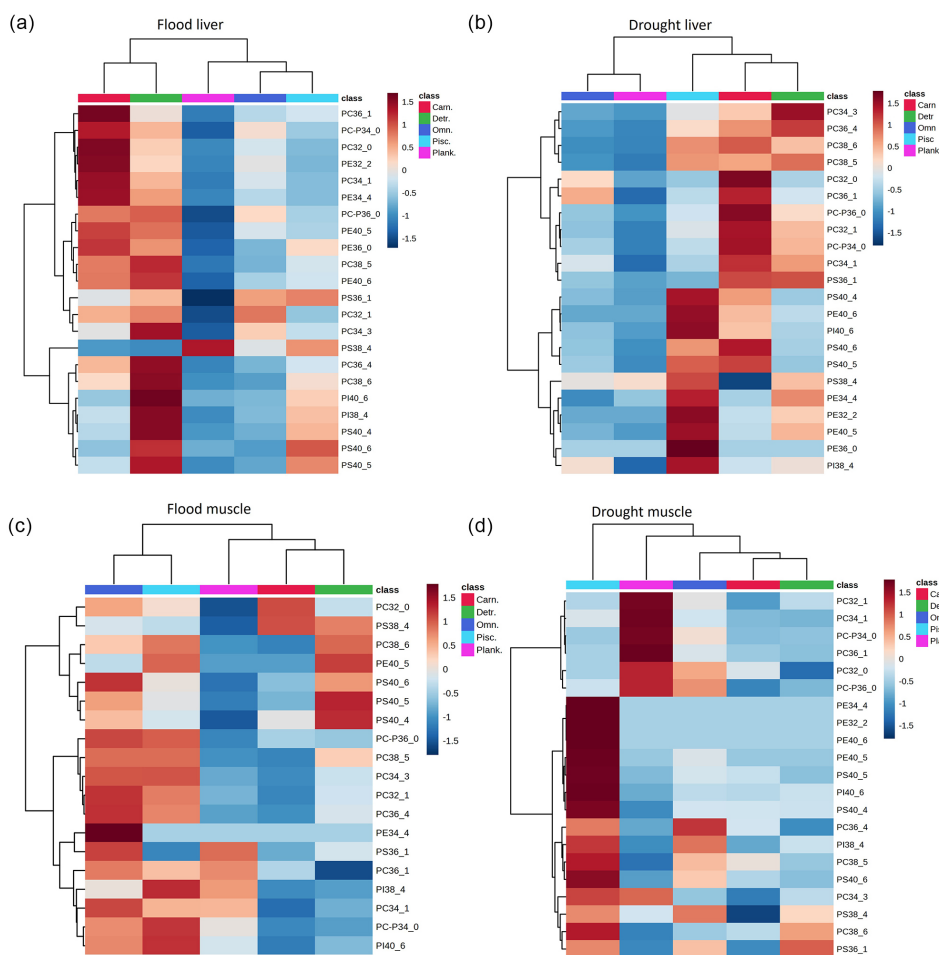 (a)
Flood liver
class
PC36_1
PC-P34_0
PC32_0
PE32_2
PC34_1
PE34_4
PC-P36_0
PE40_5
PE36_0
PC38_5
PE40_6
PS36_1
PC32_1
PC34_3
PS38_4
PC36_4
PC38_6
PI40_6
PI38_4
PS40_4
PS40_6
PS40_5
1.5
1
0.5
0
-0.5
-1
-1.5
class
Carn.
Detr.
Omn.
Pisc.
Plank.
(b)
Drought liver
class
PC34_3
PC36_4
PC38_6
PC38_5
PC32_0
PC36_1
PC-P36_0
PC32_1
PC-P34_0
PC34_1
PS36_1
PS40_4
PE40_6
PI40_6
PS40_6
PS40_5
PS38_4
PE34_4
PE32_2
PE40_5
PE36_0
PI38_4
1.5
1
0.5
0
-0.5
-1
-1.5
class
Carn
Detr
Omn
Pisc
Plank
(c)
Flood muscle
class
PC32_0
PS38_4
PC38_6
PE40_5
PS40_6
PS40_5
PS40_4
PC-P36_0
PC38_5
PC34_3
PC32_1
PC36_4
PE34_4
PS36_1
PC36_1
PI38_4
PC34_1
PC-P34_0
PI40_6
1.5
1
0.5
0
-0.5
-1
-1.5
class
Carn.
Detr.
Omn.
Pisc.
Plank.
(d)
Drought muscle
class
PC32_1
PC34_1
PC-P34_0
PC36_1
PC32_0
PC-P36_0
PE34_4
PE32_2
PE40_6
PE40_5
PS40_5
PI40_6
PS40_4
PC36_4
PI38_4
PC38_5
PS40_6
PC34_3
PS38_4
PC38_6
PS36_1
1.5
1
0.5
0
-0.5
-1
-1.5
class
Ca
De
Om
Pis
Pla